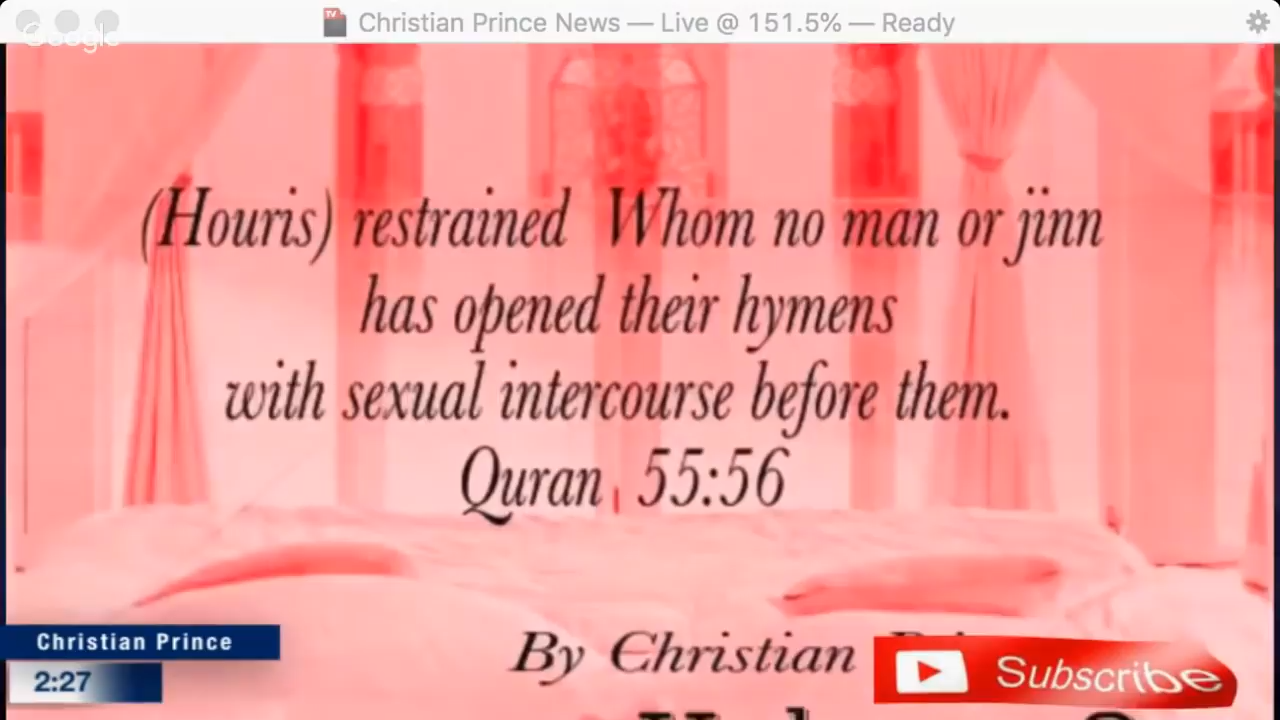 Christian Prince News — Live @ 151.5% — Ready
Google
(Houris) restrained Whom no man or jinn
has opened their hymens
with sexual intercourse before them.
Quran 55:56
By Christian
Christian Prince
2:27
Subscribe